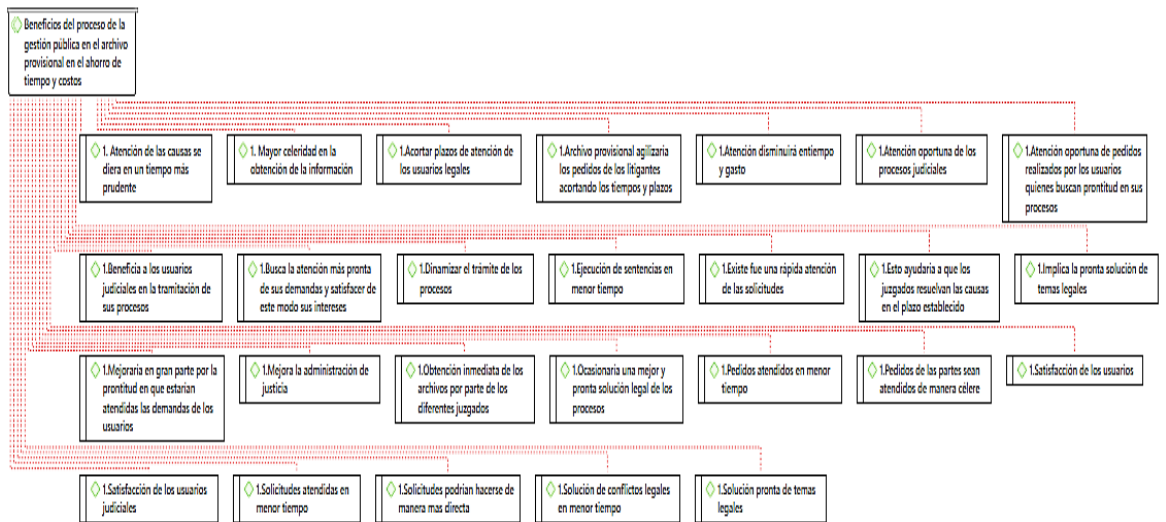 Beneficios del proceso de la
gestión pública en el archivo
provisional en el ahorro de
tiempo y costos
1. Atención de las causas se
diera en un tiempo más
prudente
1. Mayor celeridad en la
obtención de la información
1.Acortar plazos de atención de
los usuarios legales
1.Archivo provisional agilizaria
los pedidos de los litigantes
acortando los tiempos y plazos
1.Atención disminuirá entiempo
y gasto
1.Atención oportuna de los
procesos judiciales
1.Atención oportuna de pedidos
realizados por los usuarios
quienes buscan prontitud en sus
procesos
1.Beneficia a los usuarios
judiciales en la tramitación de
sus procesos
1.Busca la atención más pronta
de sus demandas y satisfacer de
este modo sus intereses
1.Dinamizar el trámite de los
procesos
1.Ejecución de sentencias en
menor tiempo
1.Existe fue una rápida atención
de las solicitudes
1.Esto ayudaria a que los
juzgados resuelvan las causas
en el plazo establecido
1.Implica la pronta solución de
temas legales
1.Mejoraria en gran parte por la
prontitud en que estarian
atendidas las demandas de los
usuarios
1.Mejora la administración de
justicia
1.Obtención inmediata de los
archivos por parte de los
diferentes juzgados
1.Ocasionaria una mejor y
pronta solución legal de los
procesos
1.Pedidos atendidos en menor
tiempo
1.Pedidos de las partes sean
atendidos de manera célere
1.Satisfacción de los usuarios
1.Satisfacción de los usuarios
judiciales
1.Solicitudes atendidas en
menor tiempo
1.Solicitudes podrian hacerse de
manera mas directa
1.Solución de conflictos legales
en menor tiempo
1.Solución pronta de temas
legales